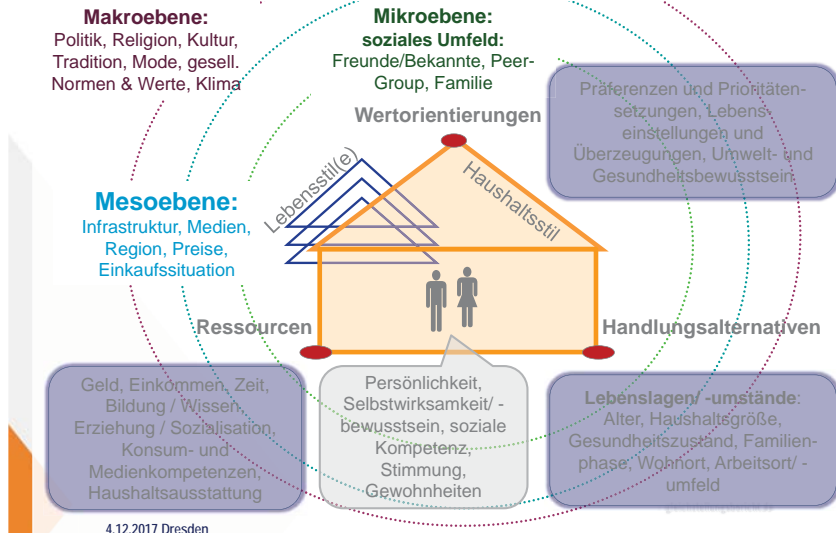 Makroebene:
Politik, Religion, Kultur,
Tradition, Mode, gesell.
Normen & Werte, Klima
Mikroebene:
soziales Umfeld:
Freunde/Bekannte, Peer-
Group, Familie
Wertorientierungen
Präferenzen und Prioritäten-
setzungen, Lebens-
einstellungen und
Überzeugungen, Umwelt- und
Gesundheitsbewusstsein
Mesoebene:
Infrastruktur, Medien,
Region, Preise,
Einkaufssituation
Lebensstil(e)
Haushaltsstil
Ressourcen
Handlungsalternativen
Geld, Einkommen, Zeit,
Bildung / Wissen,
Erziehung / Sozialisation,
Konsum- und
Medienkompetenzen,
Haushaltsausstattung
Persönlichkeit,
Selbstwirksamkeit/ -
bewusstsein, soziale
Kompetenz,
Stimmung,
Gewohnheiten
Lebenslagen/ -umstände:
Alter, Haushaltsgröße,
Gesundheitszustand, Familien-
phase, Wohnort, Arbeitsort/ -
umfeld
4.12.2017 Dresden